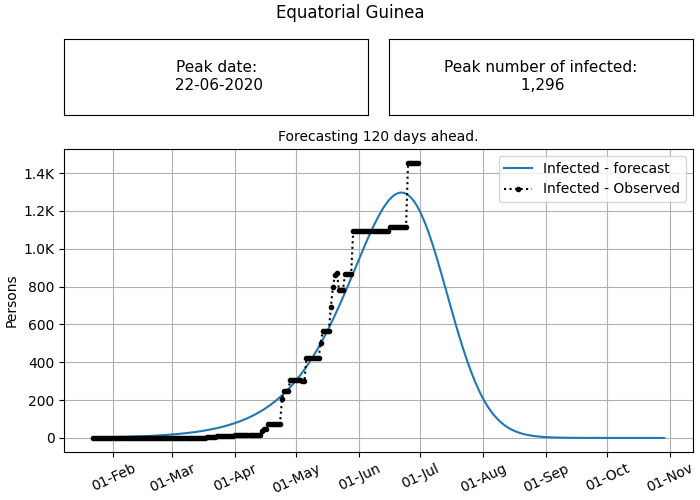 Equatorial Guinea
Peak date:
22-06-2020
Peak number of infected:
1,296
Forecasting 120 days ahead.
Infected - forecast
Infected - Observed
1.4K
1.2K
1.0K
800
600
400
200
0
Persons
01-Feb
01-Mar
01-Apr
01-May
01-Jun
01-Jul
01-Aug
01-Sep
01-Oct
01-Nov